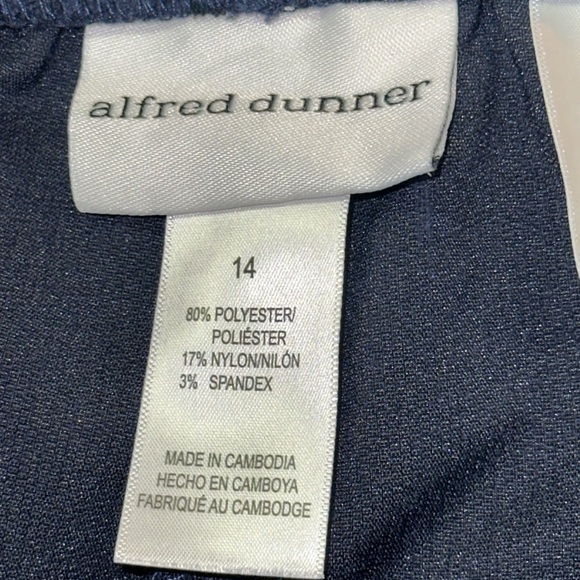 alfred dunner
14
80% POLYESTER/
POLIÉSTER
17% NYLON/NILÓN
3% SPANDEX
MADE IN CAMBODIA
HECHO EN CAMBOYA
FABRIQUÉ AU CAMBODGE